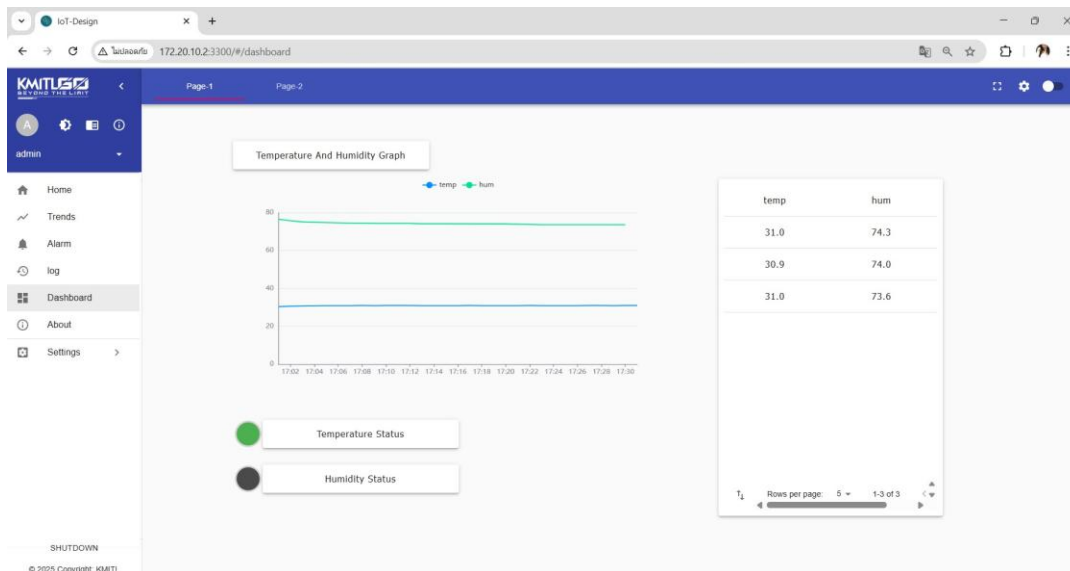 IoT-Design
ไม่ปลอดภัย 172.20.10.2:3300/#/dashboard
KMITL
BEYOND THE LIMIT
Page-1 Page-2
A
admin
Home
Trends
Alarm
log
Dashboard
About
Settings
SHUTDOWN
© 2025 Copyright: KMITL
Temperature And Humidity Graph
temp hum
80
60
40
20
0
17:02 17:04 17:06 17:08 17:10 17:12 17:14 17:16 17:18 17:20 17:22 17:24 17:26 17:28 17:30
Temperature Status
Humidity Status
temp hum
31.0 74.3
30.9 74.0
31.0 73.6
Rows per page: 5 1-3 of 3